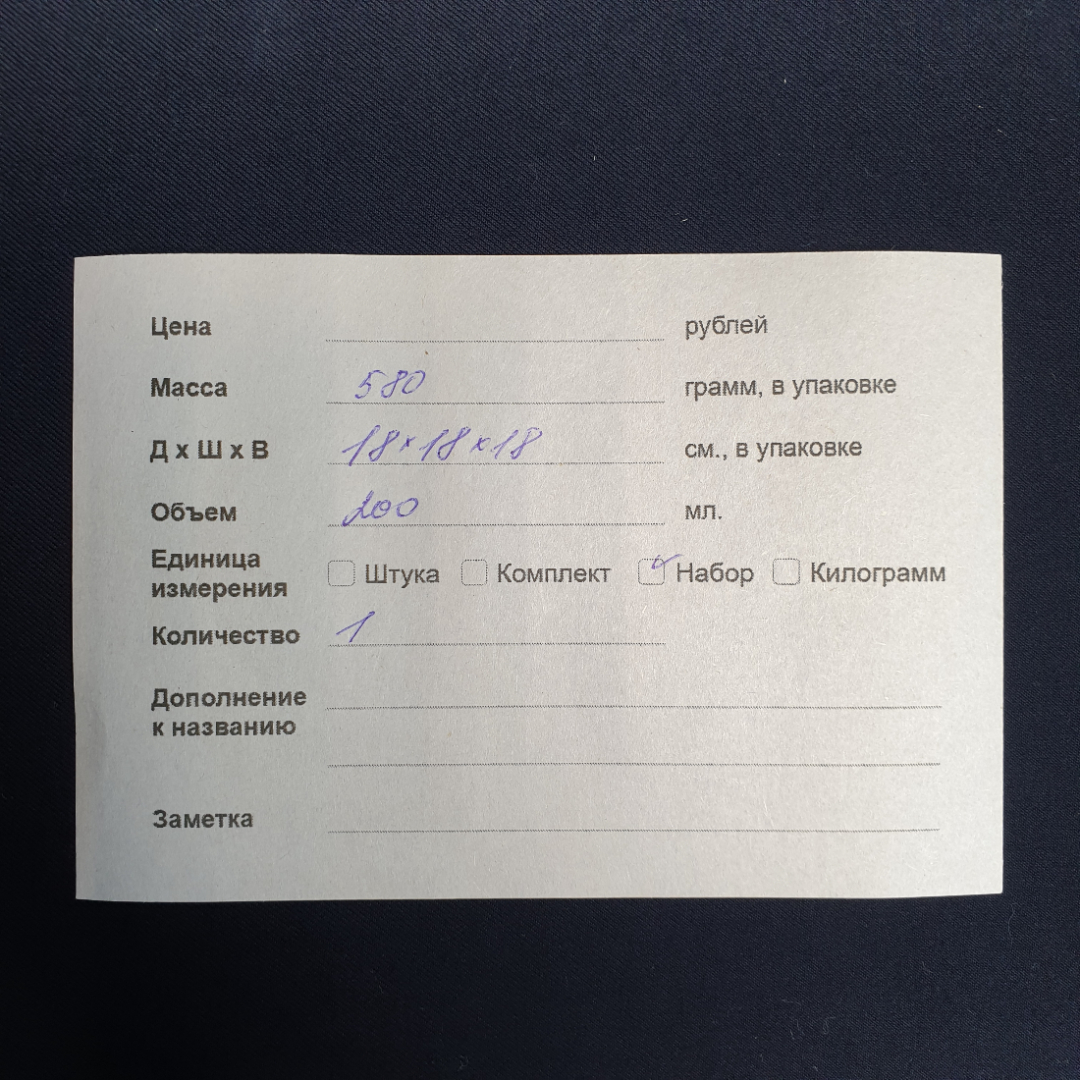 Цена рублей
Масса 580 грамм, в упаковке
Д х Ш х В 18×18×18 см., в упаковке
Объем 200 мл.
Единица
измерения Штука Комплект Набор Килограмм
Количество 1
Дополнение
к названию
Заметка